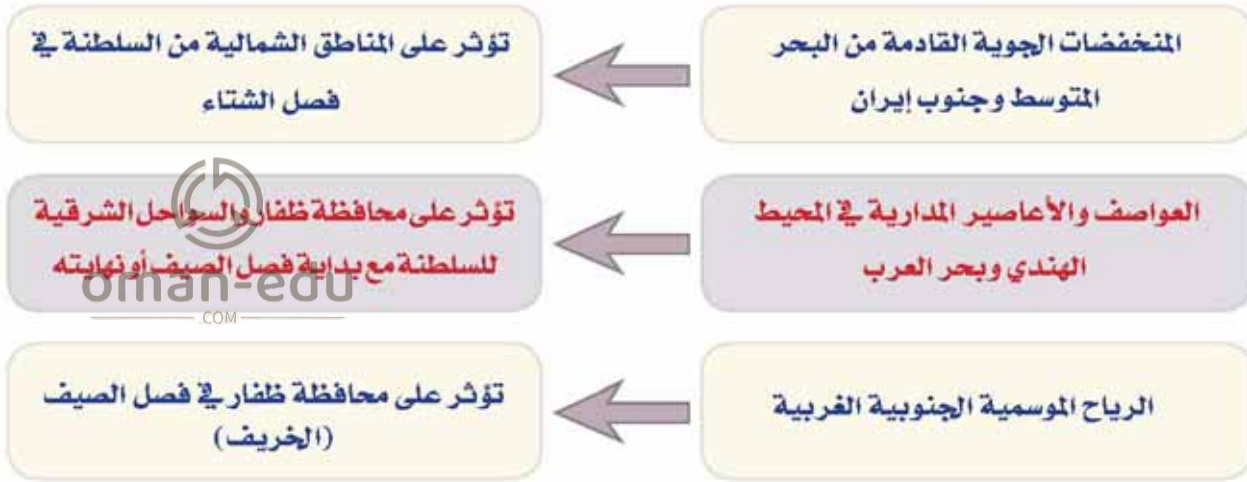 المنخفضات الجوية القادمة من البحر
المتوسط وجنوب إيران
تؤثر على المناطق الشمالية من السلطنة في
فصل الشتاء
العواصف والأعاصير المدارية في المحيط
الهندي وبحر العرب
تؤثر على محافظة ظفار والسواحل الشرقية
للسلطنة مع بداية فصل الصيف أو نهايته
oman-edu
.COM
الرياح الموسمية الجنوبية الغربية
تؤثر على محافظة ظفار في فصل الصيف
(الخريف)